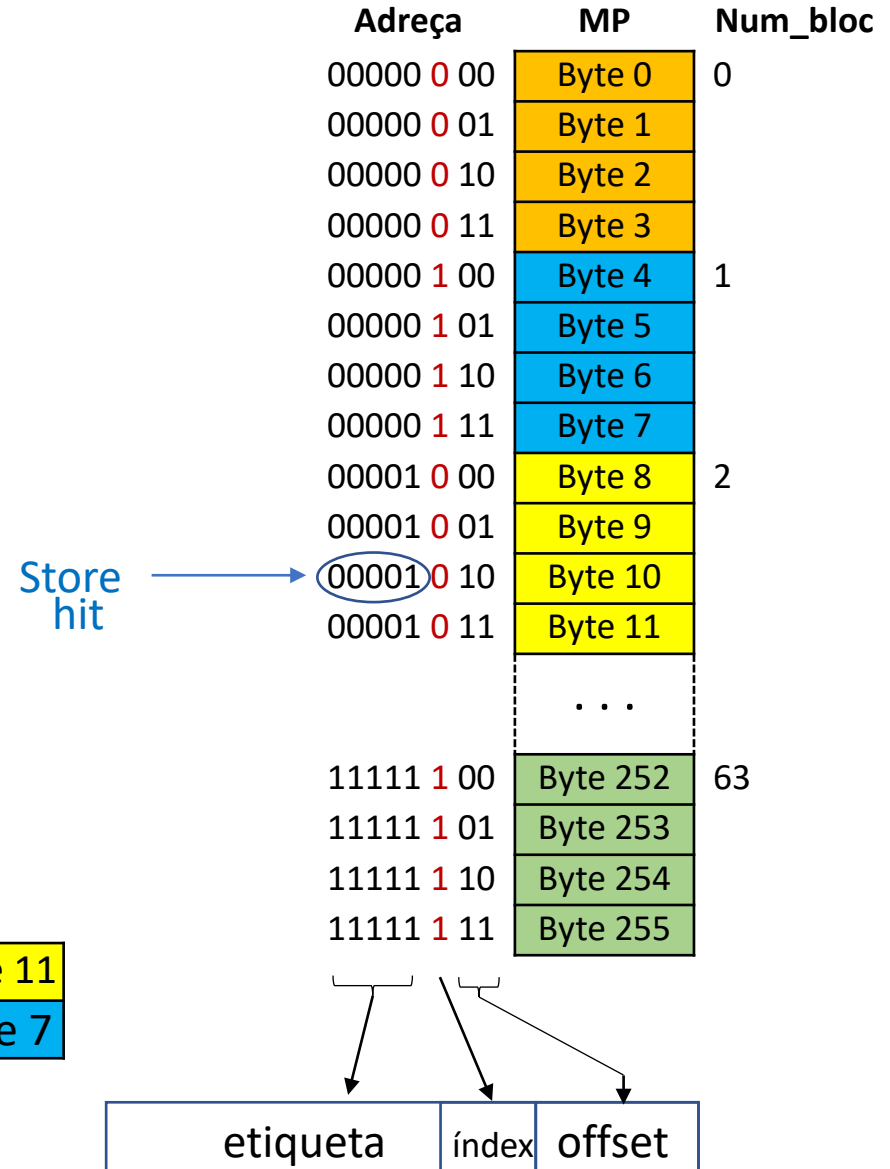 Adreça MP Num_bloc
00000 0 00 Byte 0 0
00000 0 01 Byte 1
00000 0 10 Byte 2
00000 0 11 Byte 3
00000 1 00 Byte 4 1
00000 1 01 Byte 5
00000 1 10 Byte 6
00000 1 11 Byte 7
00001 0 00 Byte 8 2
00001 0 01 Byte 9
Store hit 00001 0 10 Byte 10
00001 0 11 Byte 11
. . .
11111 1 00 Byte 252 63
11111 1 01 Byte 253
11111 1 10 Byte 254
11111 1 11 Byte 255
e 11
e 7
etiqueta índex offset